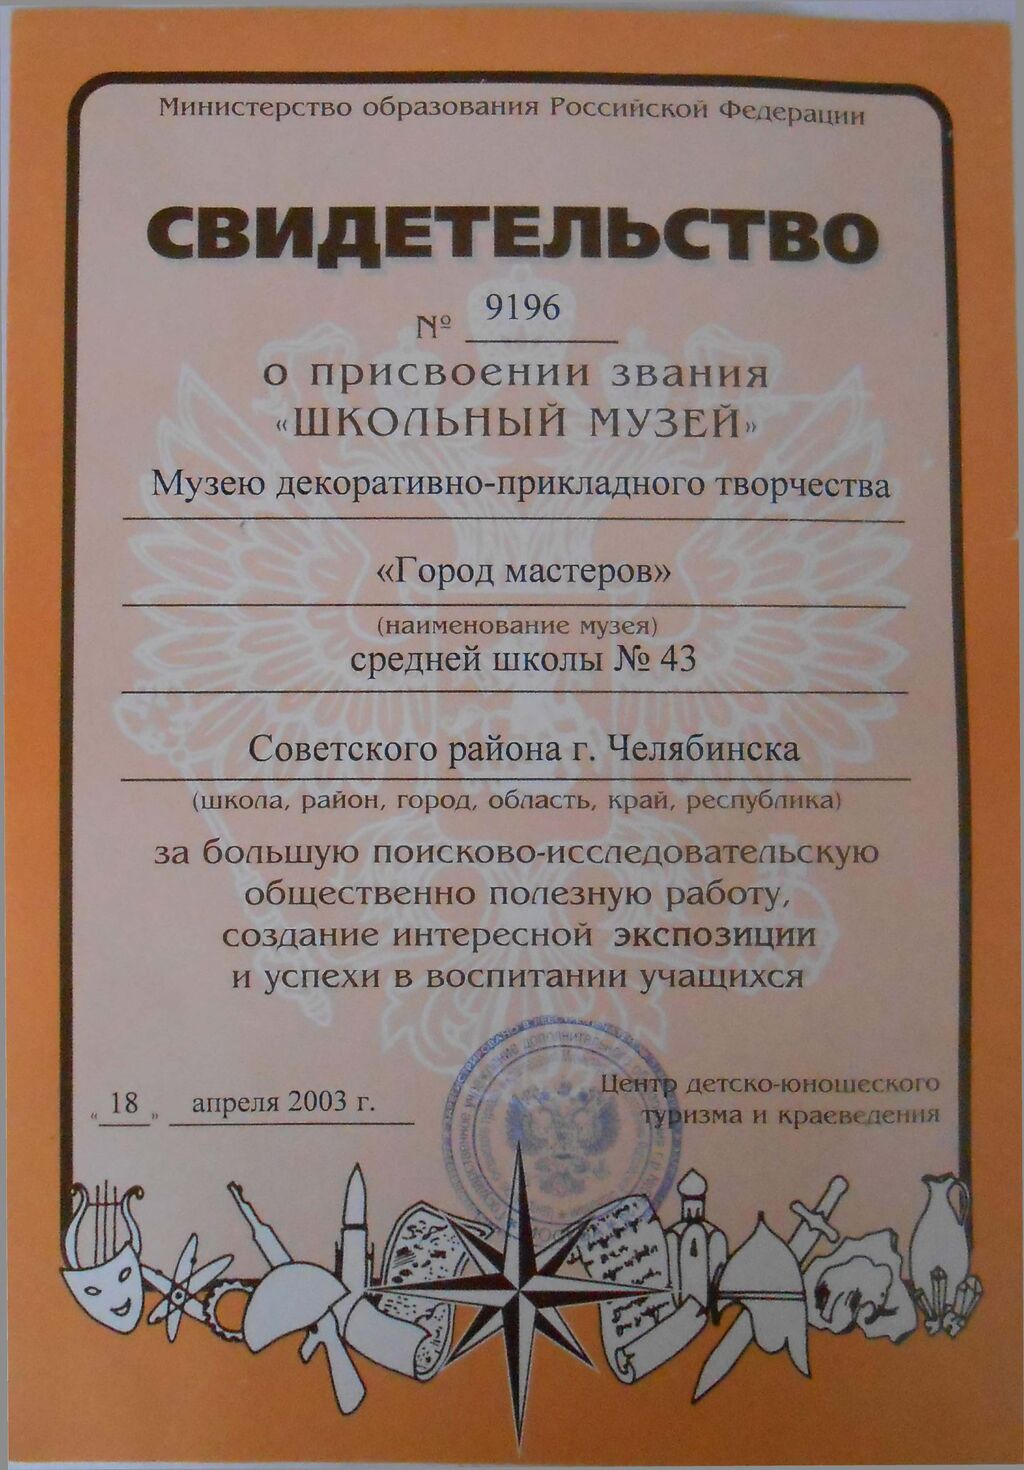 Министерство образования Российской Федерации
СВИДЕТЕЛЬСТВО
№ 9196
о присвоении звания
«ШКОЛЬНЫЙ МУЗЕЙ»
Музею декоративно-прикладного творчества
«Город мастеров»
(наименование музея)
средней школы № 43
Советского района г. Челябинска
(школа, район, город, область, край, республика)
за большую поисково-исследовательскую
общественно полезную работу,
создание интересной экспозиции
и успехи в воспитании учащихся
Центр детско-юношеского
туризма и краеведения
„ 18 „ апреля 2003 г.